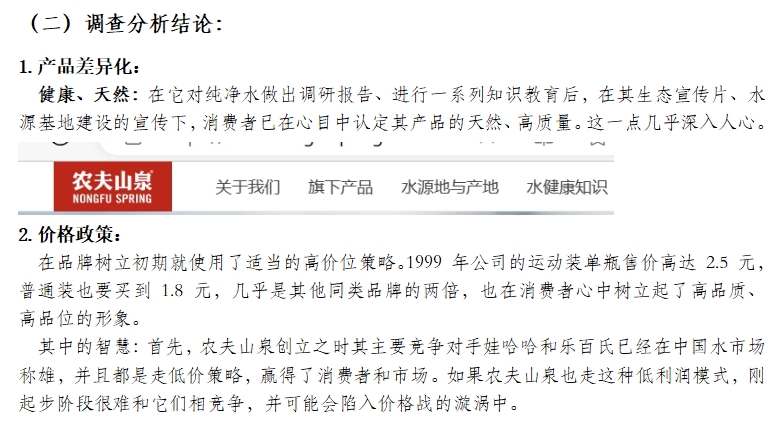 （二）调查分析结论：
1. 产品差异化：
健康、天然：在它对纯净水做出调研报告、进行一系列知识教育后，在其生态宣传片、水
源基地建设的宣传下，消费者已在心目中认定其产品的天然、高质量。这一点几乎深入人心。
农夫山泉 关于我们 旗下产品 水源地与产地 水健康知识
NONGFU SPRING
2. 价格政策：
在品牌树立初期就使用了适当的高价位策略。1999 年公司的运动装单瓶售价高达 2.5 元，
普通装也要买到 1.8 元，几乎是其他同类品牌的两倍，也在消费者心中树立起了高品质、
高品位的形象。
其中的智慧：首先，农夫山泉创立之时其主要竞争对手娃哈哈和乐百氏已经在中国水市场
称雄，并且都是走低价策略，赢得了消费者和市场。如果农夫山泉也走这种低利润模式，刚
起步阶段很难和它们相竞争，并可能会陷入价格战的漩涡中。